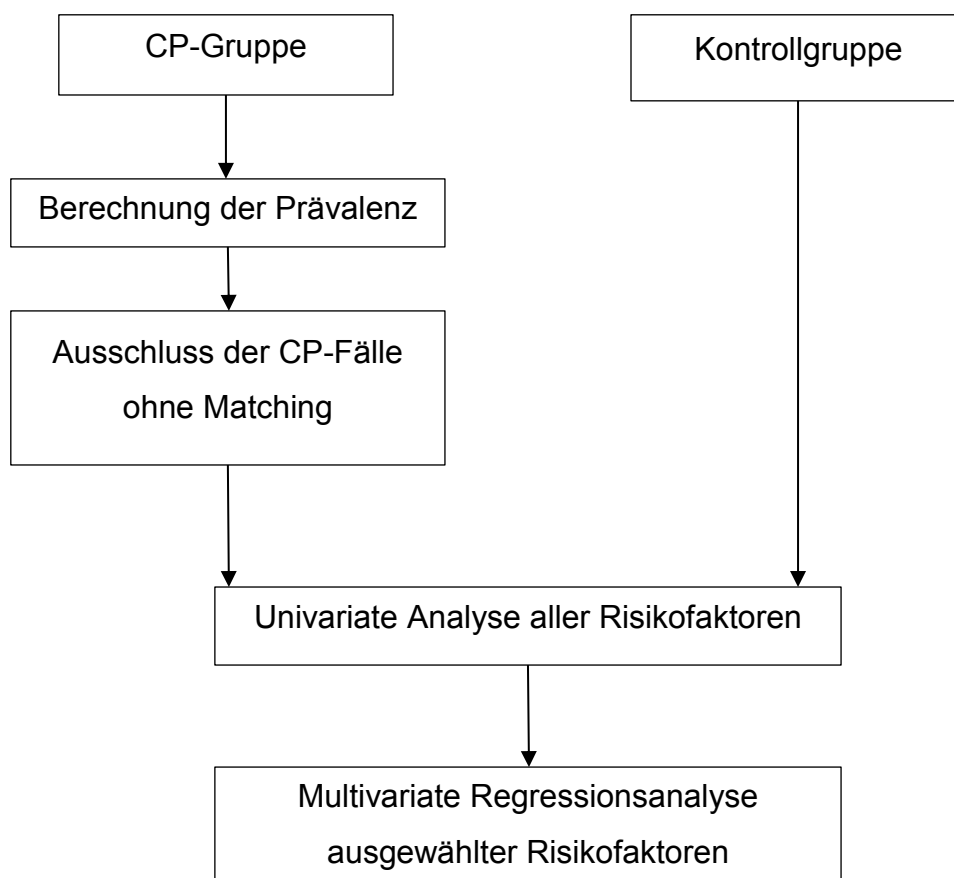 CP-Gruppe
Kontrollgruppe
Berechnung der Prävalenz
Ausschluss der CP-Fälle
ohne Matching
Univariate Analyse aller Risikofaktoren
Multivariate Regressionsanalyse
ausgewählter Risikofaktoren